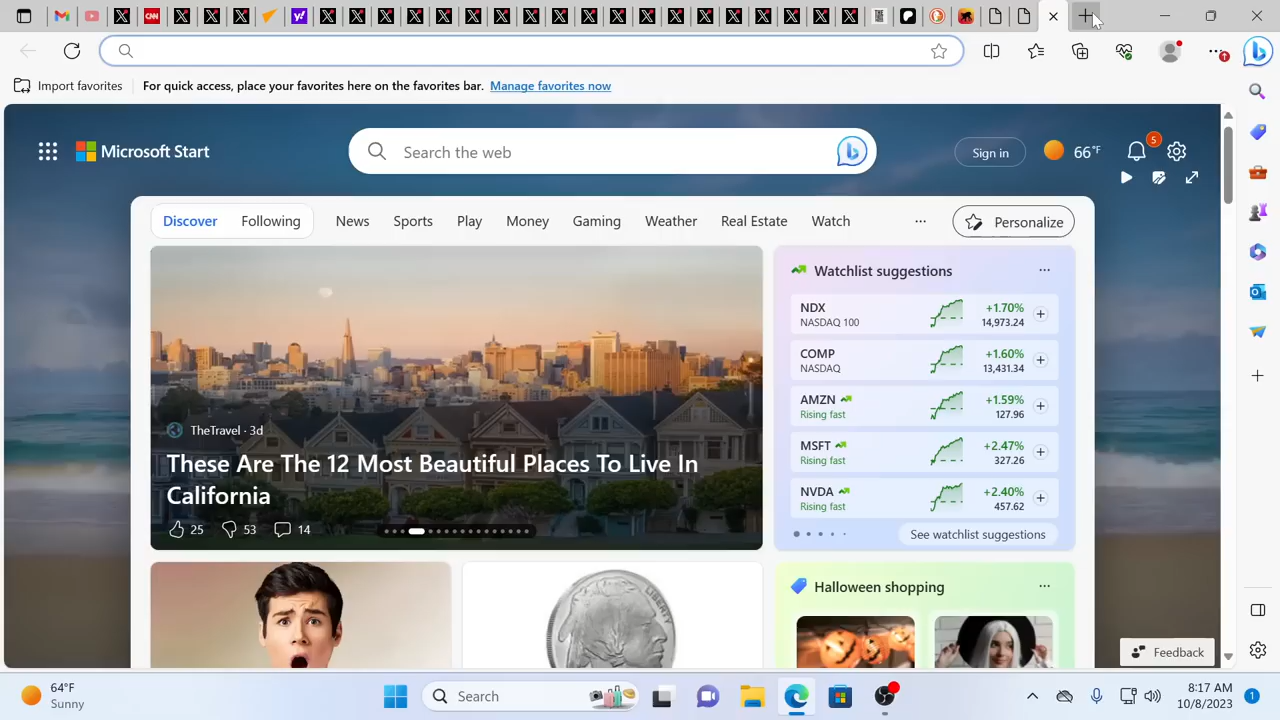 Import favorites
For quick access, place your favorites here on the favorites bar. Manage favorites now
Microsoft Start
Search the web
Sign in
66°F
5
Discover Following News Sports Play Money Gaming Weather Real Estate Watch ... Personalize
TheTravel · 3d
These Are The 12 Most Beautiful Places To Live In
California
25 53 14
Watchlist suggestions ...
NDX +1.70%
NASDAQ 100 14,973.24
COMP +1.60%
NASDAQ 13,431.34
AMZN +1.59%
Rising fast 127.96
MSFT +2.47%
Rising fast 327.26
NVDA +2.40%
Rising fast 457.62
See watchlist suggestions
Halloween shopping ...
Feedback
64°F
Sunny
Search
8:17 AM
10/8/2023
1